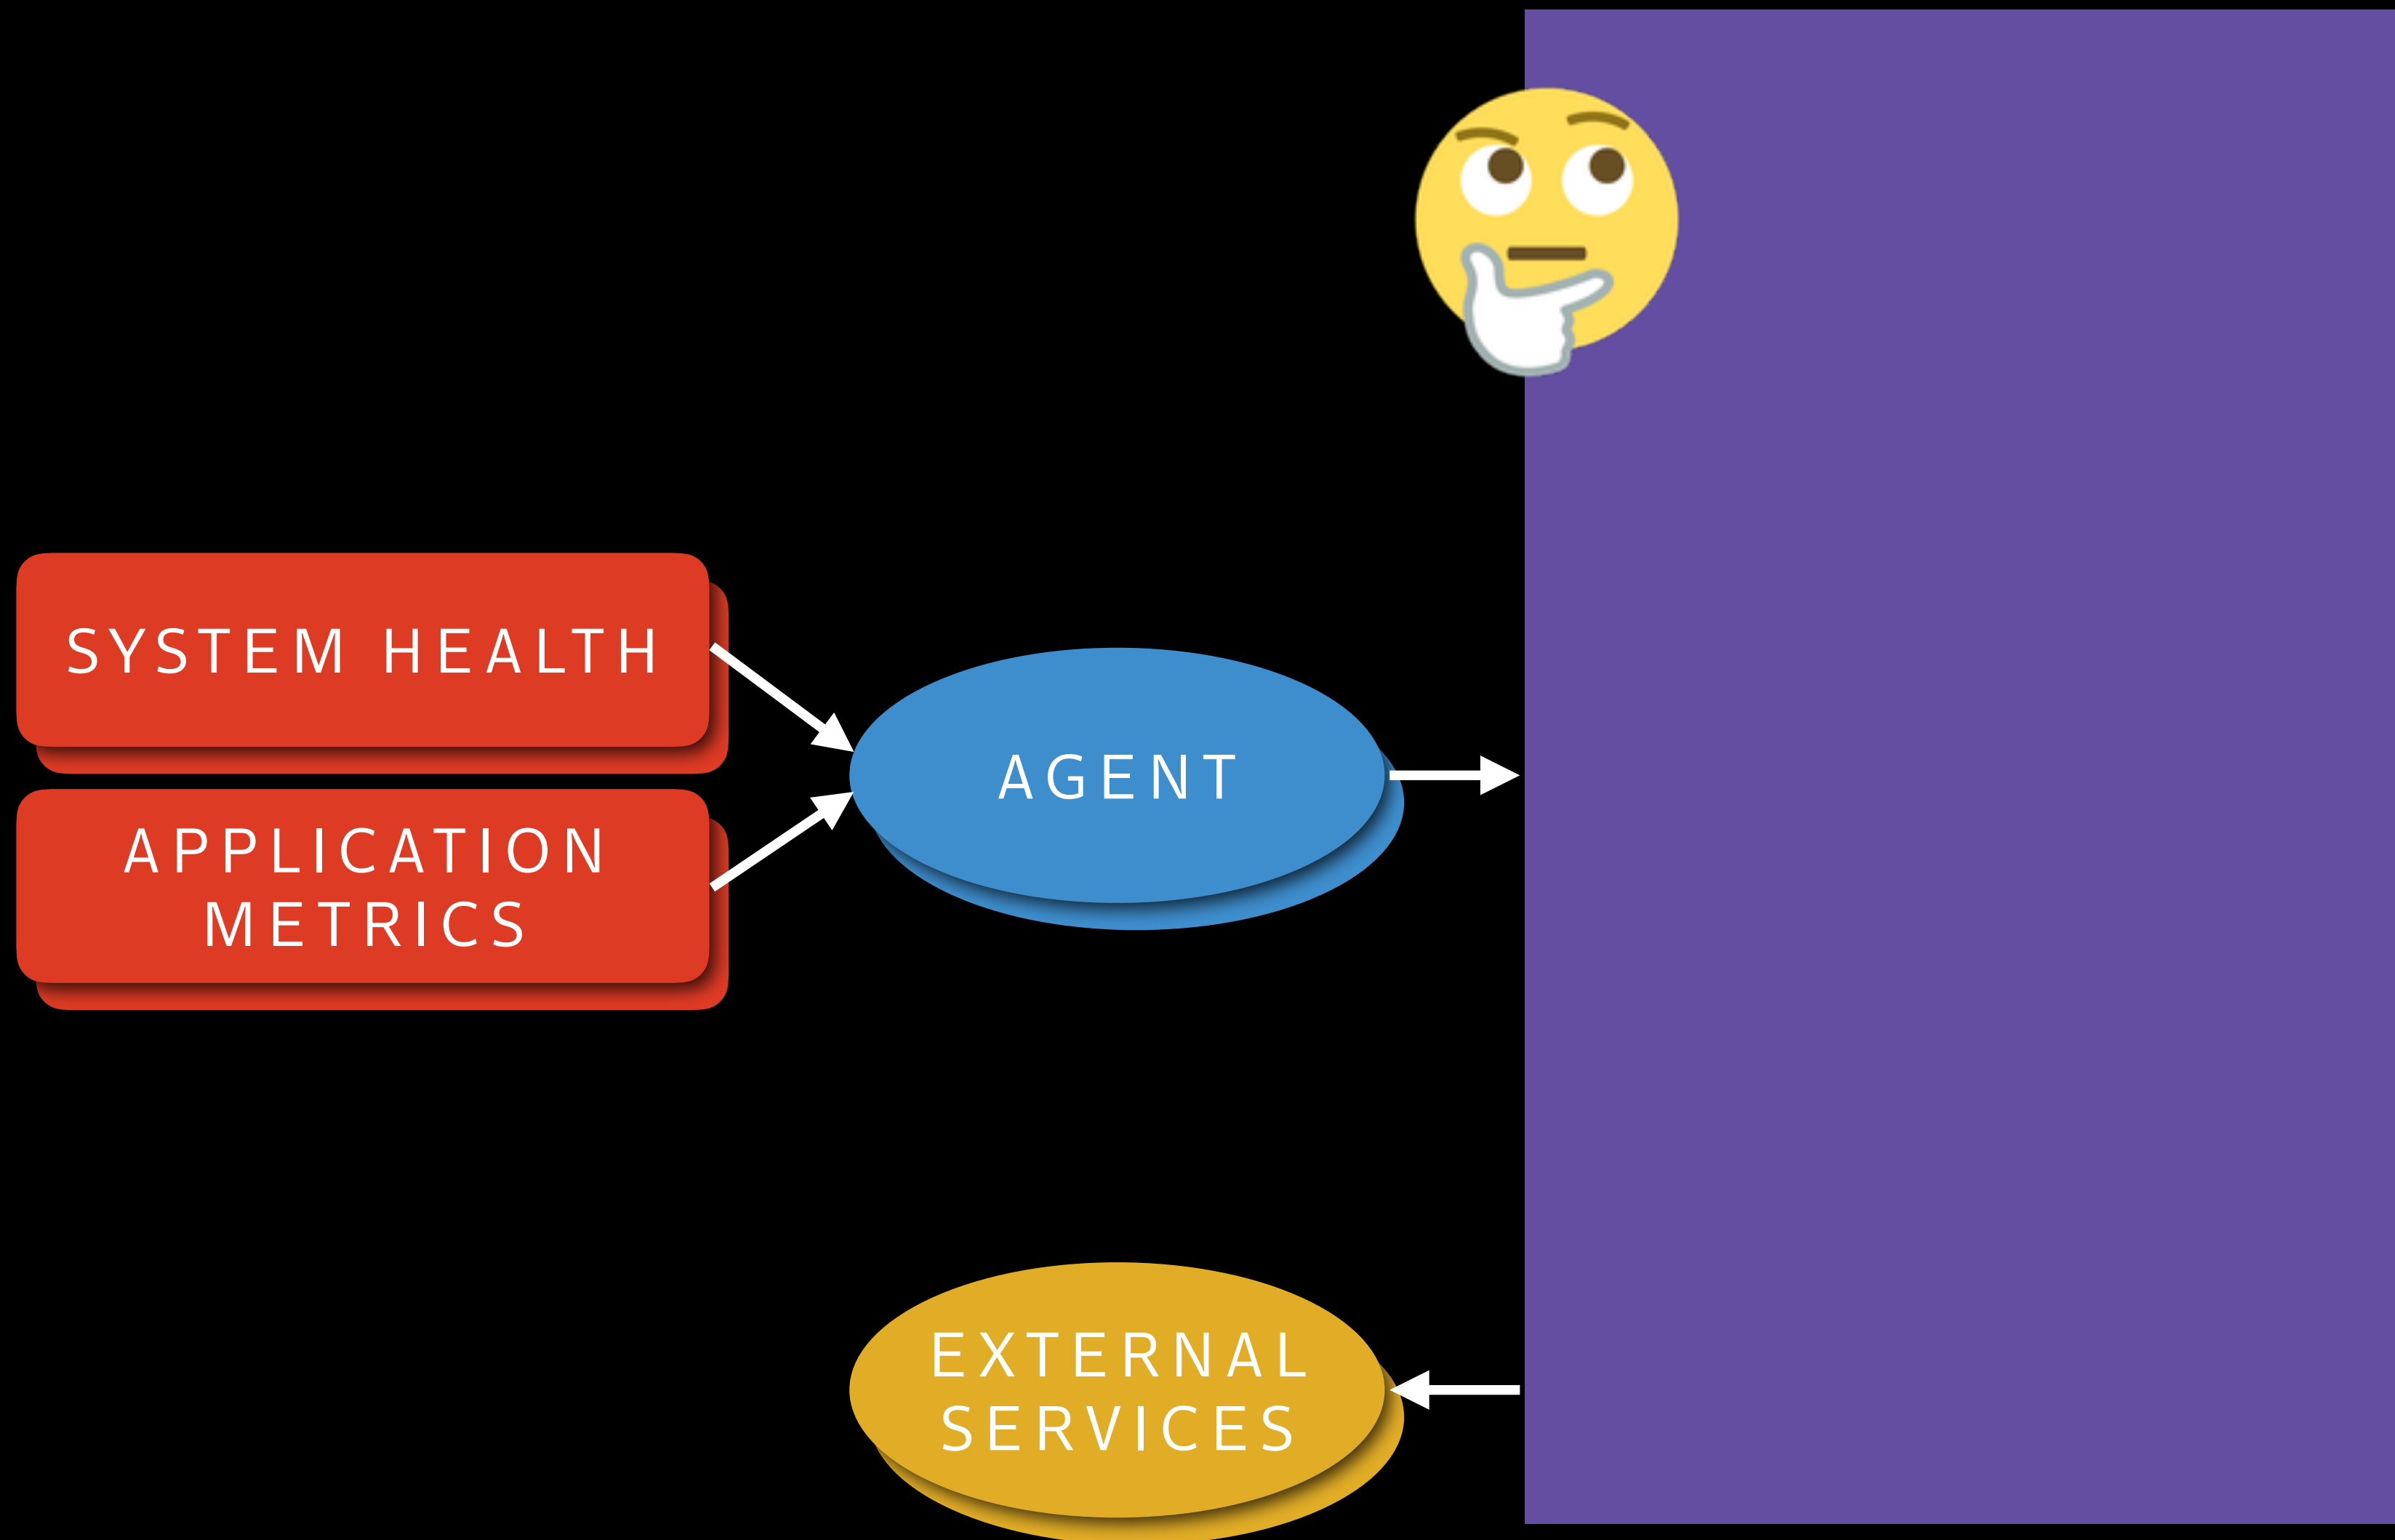 SYSTEM HEALTH
APPLICATION
METRICS
AGENT
EXTERNAL
SERVICES